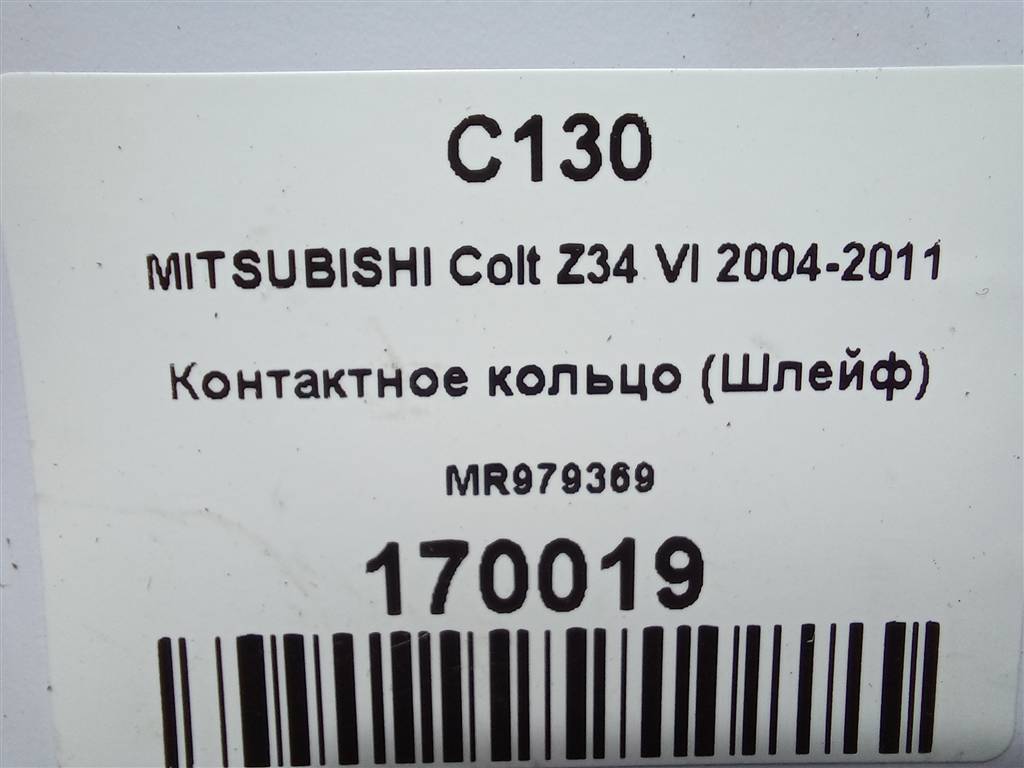 C130
MITSUBISHI Colt Z34 VI 2004-2011
Контактное кольцо (Шлейф)
MR979369
170019